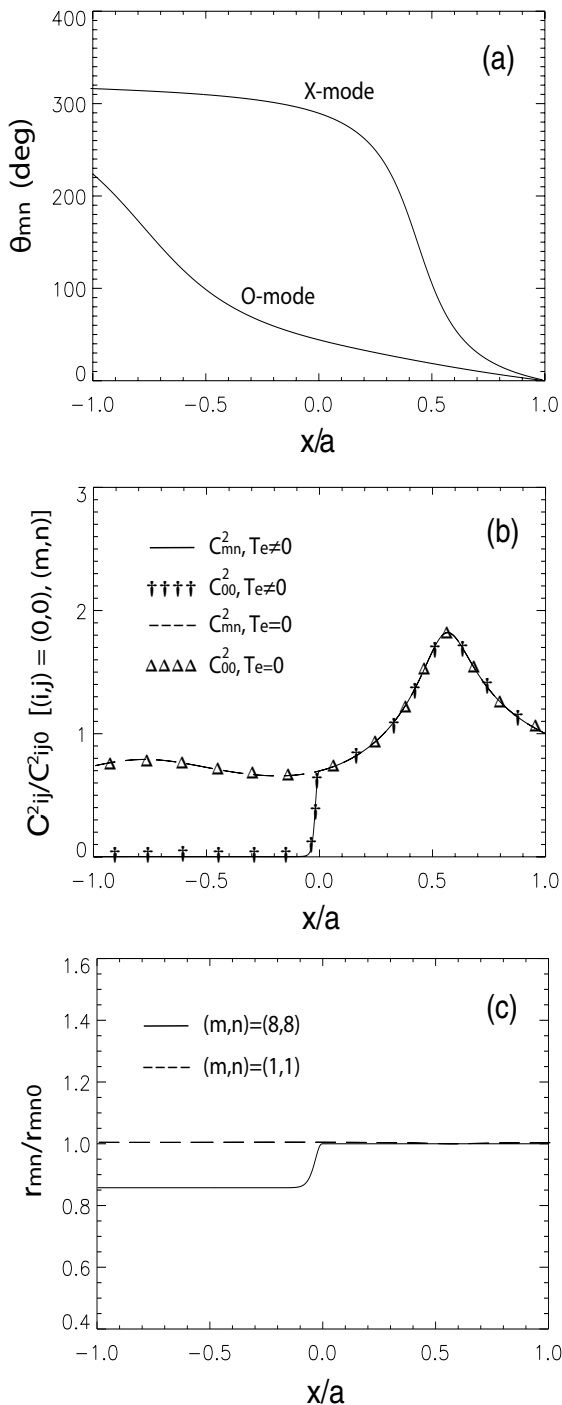 (a)
X-mode
O-mode
θmn (deg)
400
300
200
100
0
-1.0 -0.5 0.0 0.5 1.0
x/a
(b)
C²mn, Te≠0
††††  C²00, Te≠0
C²mn, Te=0
ΔΔΔΔ  C²00, Te=0
C²ij/C²ij0 [(i,j) = (0,0), (m,n)]
3
2
1
0
-1.0 -0.5 0.0 0.5 1.0
x/a
(c)
(m,n)=(8,8)
(m,n)=(1,1)
rmn/rmn0
1.6
1.4
1.2
1.0
0.8
0.6
0.4
-1.0 -0.5 0.0 0.5 1.0
x/a